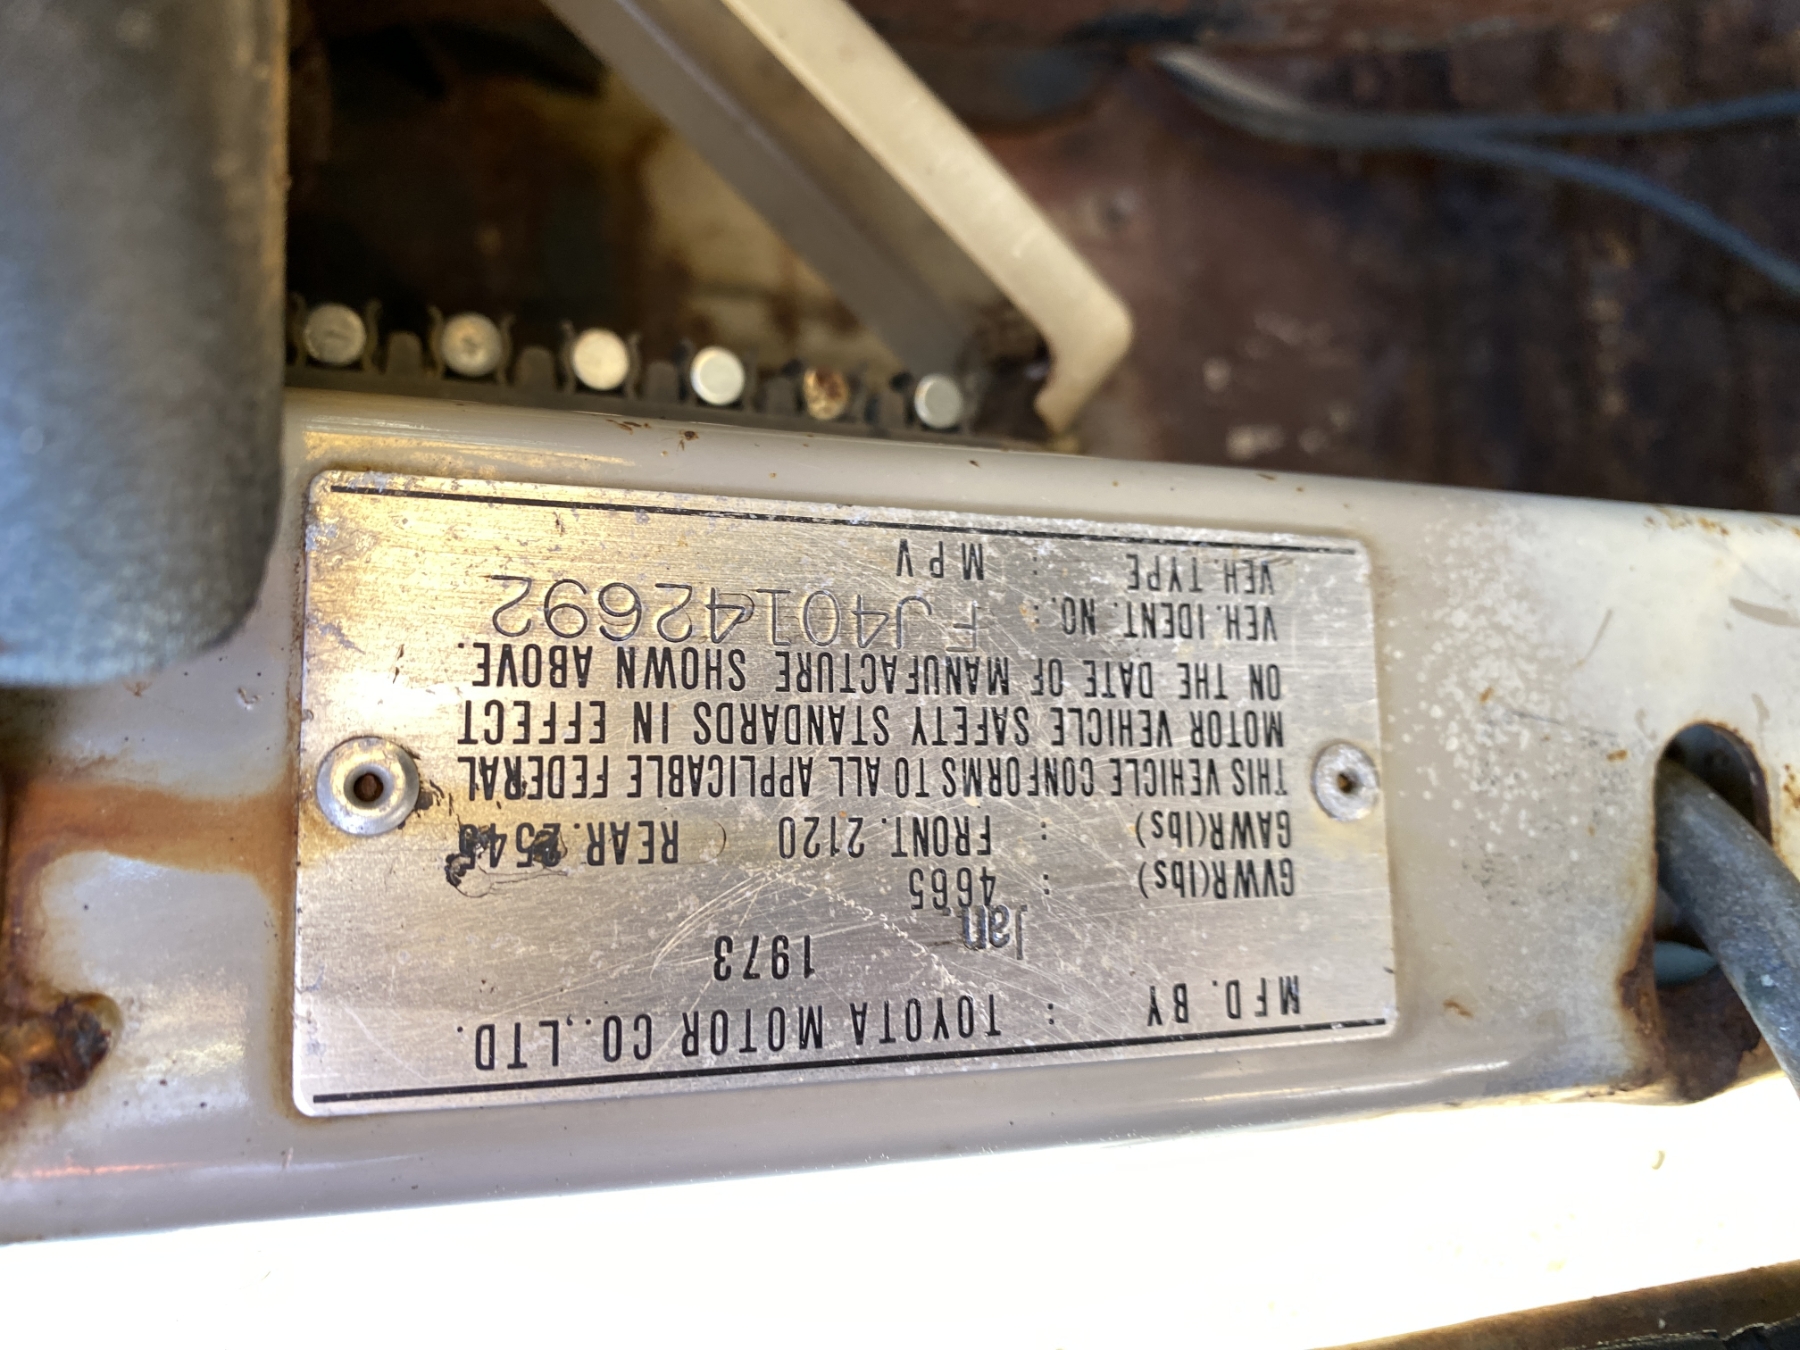 MFD. BY : TOYOTA MOTOR CO., LTD.
Jan 1973
GVWR(lbs) : 4665
GAWR(lbs) : FRONT. 2120 REAR. 2545
THIS VEHICLE CONFORMS TO ALL APPLICABLE FEDERAL
MOTOR VEHICLE SAFETY STANDARDS IN EFFECT
ON THE DATE OF MANUFACTURE SHOWN ABOVE.
VEH. IDENT. NO. : FJ40142692
VEH. TYPE : MPV